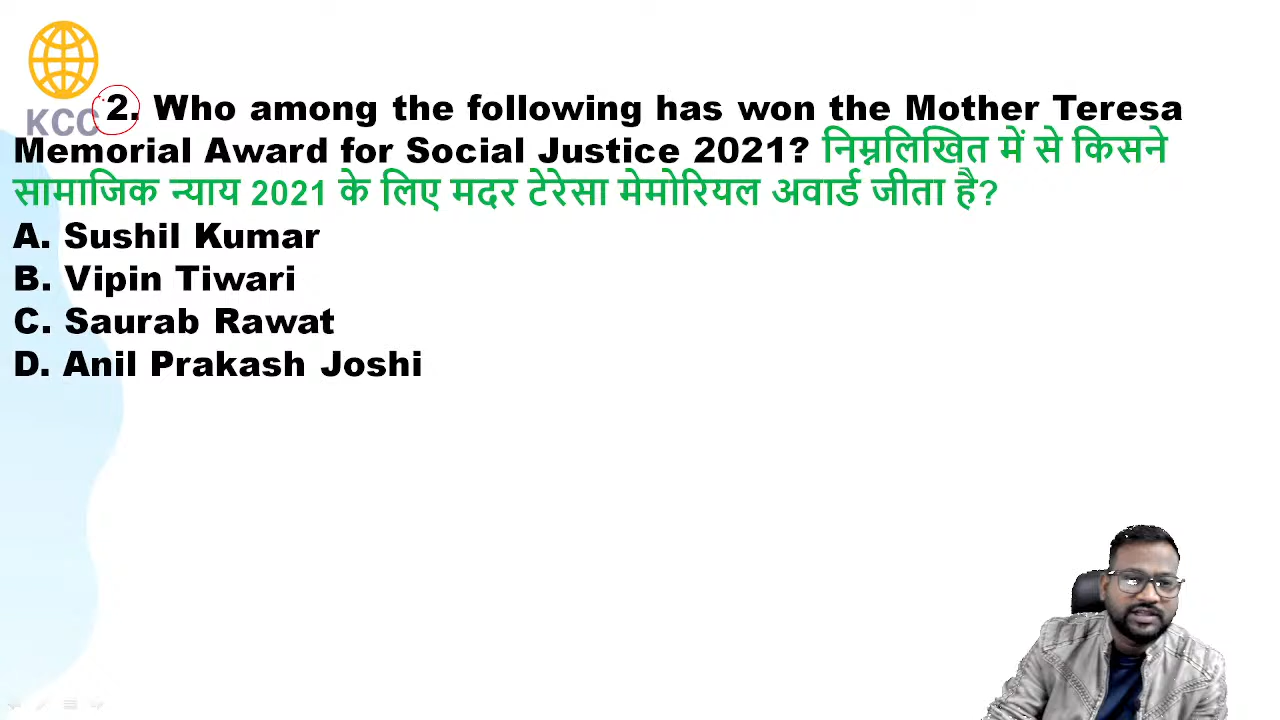 KCC
2. Who among the following has won the Mother Teresa
Memorial Award for Social Justice 2021? निम्नलिखित में से किसने
सामाजिक न्याय 2021 के लिए मदर टेरेसा मेमोरियल अवार्ड जीता है?
A. Sushil Kumar
B. Vipin Tiwari
C. Saurab Rawat
D. Anil Prakash Joshi